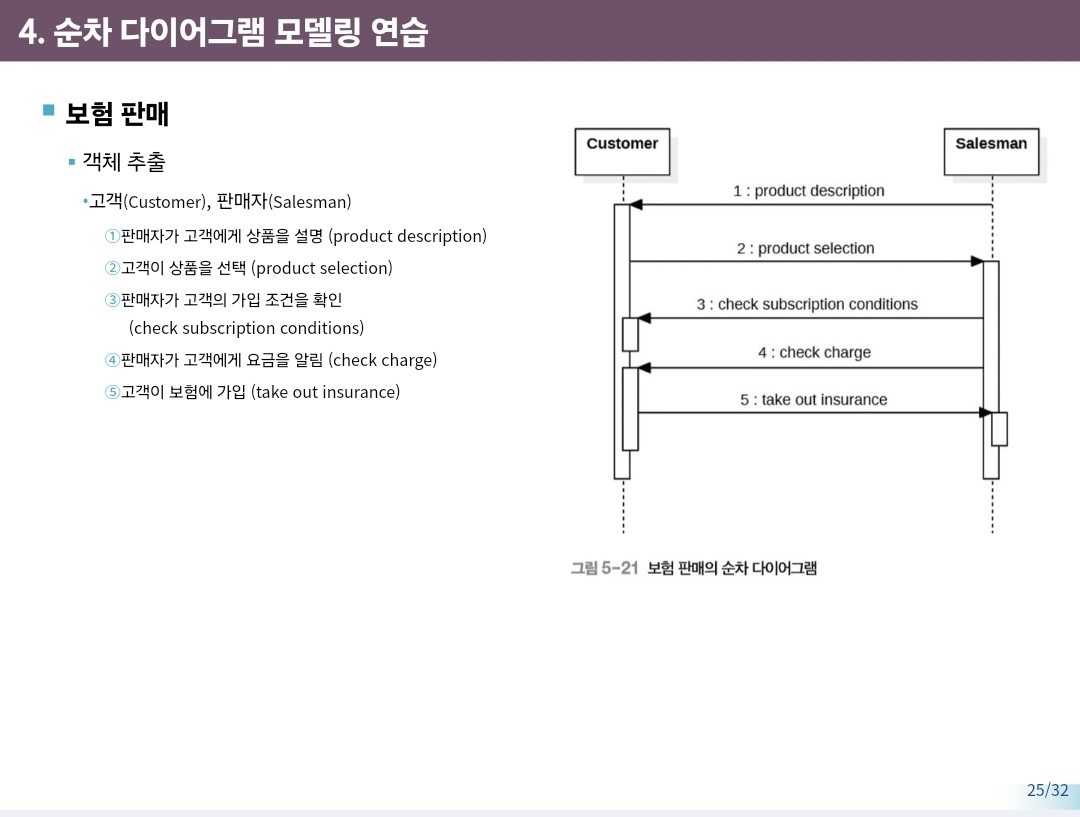 4. 순차 다이어그램 모델링 연습
보험 판매
객체 추출
•고객(Customer), 판매자(Salesman)
①판매자가 고객에게 상품을 설명 (product description)
②고객이 상품을 선택 (product selection)
③판매자가 고객의 가입 조건을 확인
(check subscription conditions)
④판매자가 고객에게 요금을 알림 (check charge)
⑤고객이 보험에 가입 (take out insurance)
Customer
Salesman
1 : product description
2 : product selection
3 : check subscription conditions
4 : check charge
5 : take out insurance
그림 5-21 보험 판매의 순차 다이어그램
25/32